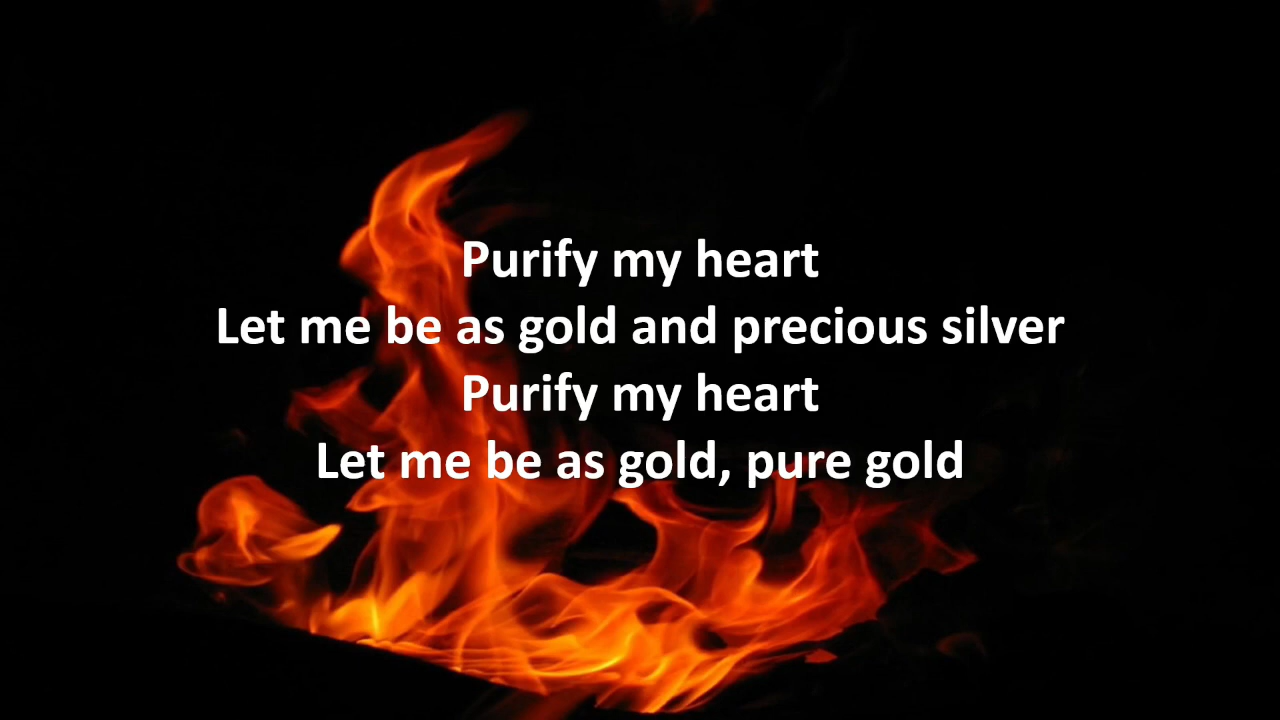 Purify my heart
Let me be as gold and precious silver
Purify my heart
Let me be as gold, pure gold